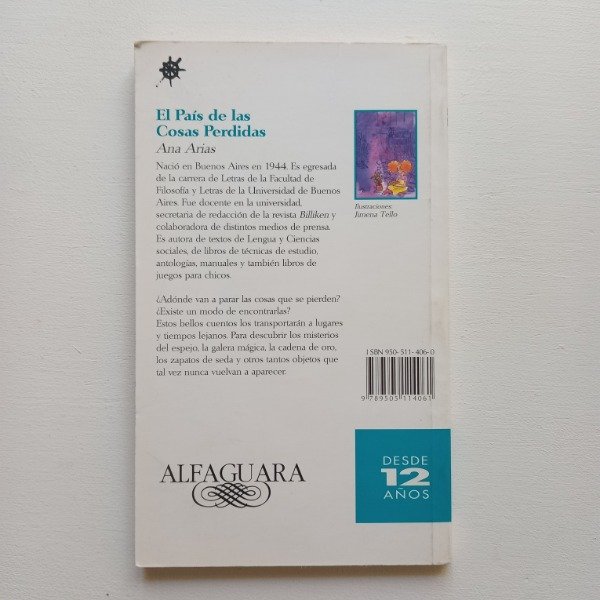 El País de las
Cosas Perdidas
Ana Arias
Nació en Buenos Aires en 1944. Es egresada
de la carrera de Letras de la Facultad de
Filosofía y Letras de la Universidad de Buenos
Aires. Fue docente en la universidad,
secretaria de redacción de la revista Billiken y
colaboradora de distintos medios de prensa.
Es autora de textos de Lengua y Ciencias
sociales, de libros de técnicas de estudio,
antologías, manuales y también libros de
juegos para chicos.
¿Adónde van a parar las cosas que se pierden?
¿Existe un modo de encontrarlas?
Estos bellos cuentos los transportarán a lugares
y tiempos lejanos. Para descubrir los misterios
del espejo, la galera mágica, la cadena de oro,
los zapatos de seda y otros tantos objetos que
tal vez nunca vuelvan a aparecer.
Ilustraciones:
Jimena Tello
ISBN 950-511-406-0
9 789505 114061
ALFAGUARA
DESDE
12
AÑOS